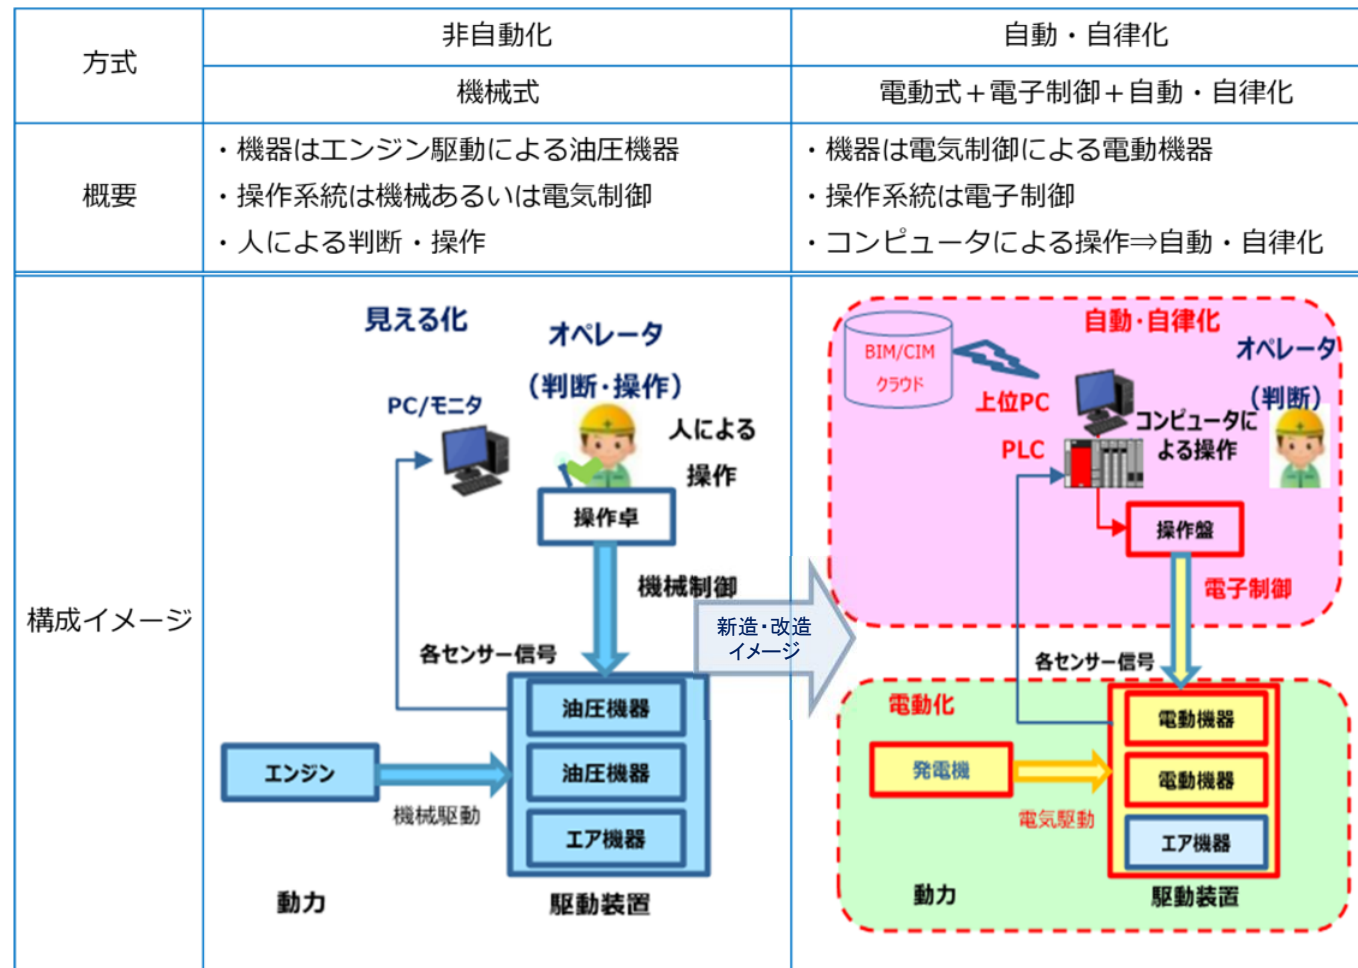 方式
非自動化
自動・自律化
機械式
電動式＋電子制御＋自動・自律化
概要
・機器はエンジン駆動による油圧機器
・操作系統は機械あるいは電気制御
・人による判断・操作
・機器は電気制御による電動機器
・操作系統は電子制御
・コンピュータによる操作⇒自動・自律化
構成イメージ
見える化
オペレータ
（判断・操作）
PC/モニタ
人による
操作
操作卓
機械制御
各センサー信号
油圧機器
油圧機器
エア機器
エンジン
機械駆動
動力
駆動装置
新造・改造
イメージ
自動・自律化
BIM/CIM
クラウド
オペレータ
（判断）
上位PC
コンピュータに
よる操作
PLC
操作盤
電子制御
各センサー信号
電動化
電動機器
電動機器
エア機器
発電機
電気駆動
動力
駆動装置